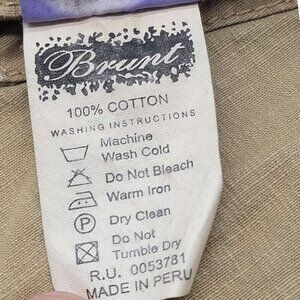 Brunt
100% COTTON
WASHING INSTRUCTIONS
Machine
Wash Cold
Do Not Bleach
Warm Iron
P Dry Clean
Do Not
Tumble Dry
R.U. 0053781
MADE IN PERU